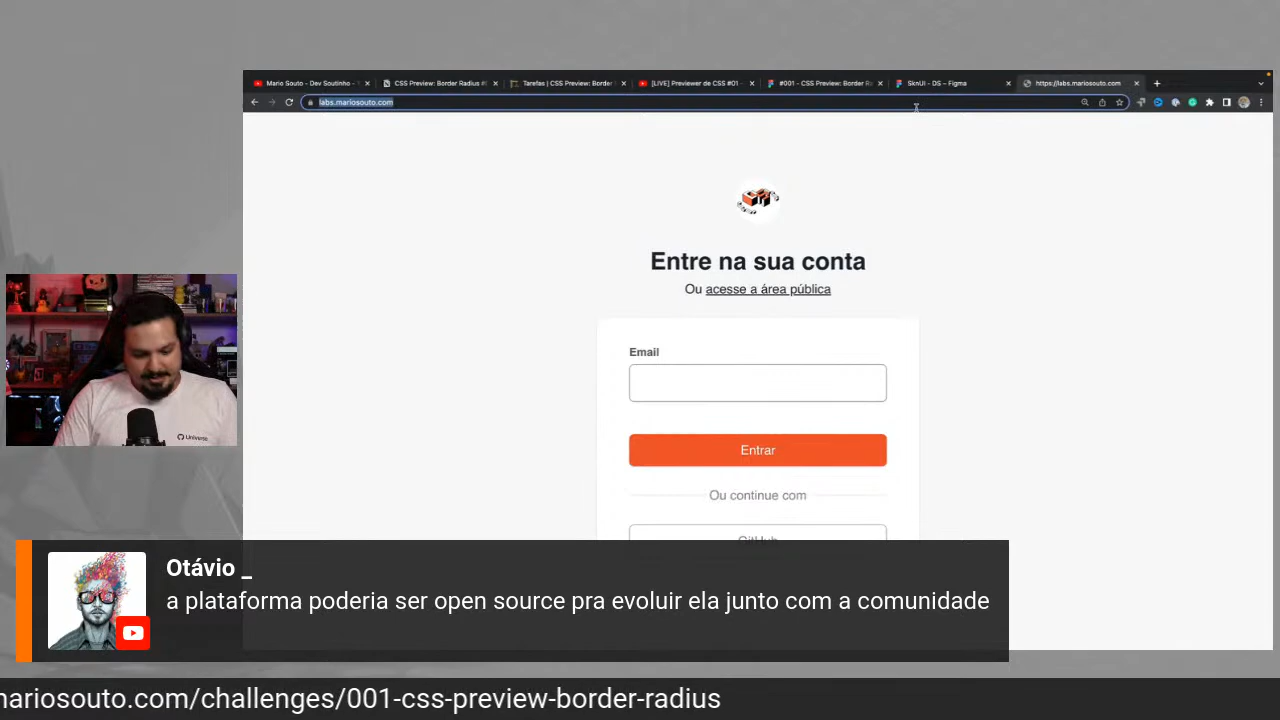 Mario Souto - Dev Soutinho -
CSS Preview: Border Radius #
Tarefas | CSS Preview: Border
[LIVE] Previewer de CSS #01 -
#001 - CSS Preview: Border R
SknUI - DS – Figma
https://labs.mariosouto.com
labs.mariosouto.com
Entre na sua conta
Ou acesse a área pública
Email
Entrar
Ou continue com
GitHub
Universe
Otávio _
a plataforma poderia ser open source pra evoluir ela junto com a comunidade
mariosouto.com/challenges/001-css-preview-border-radius